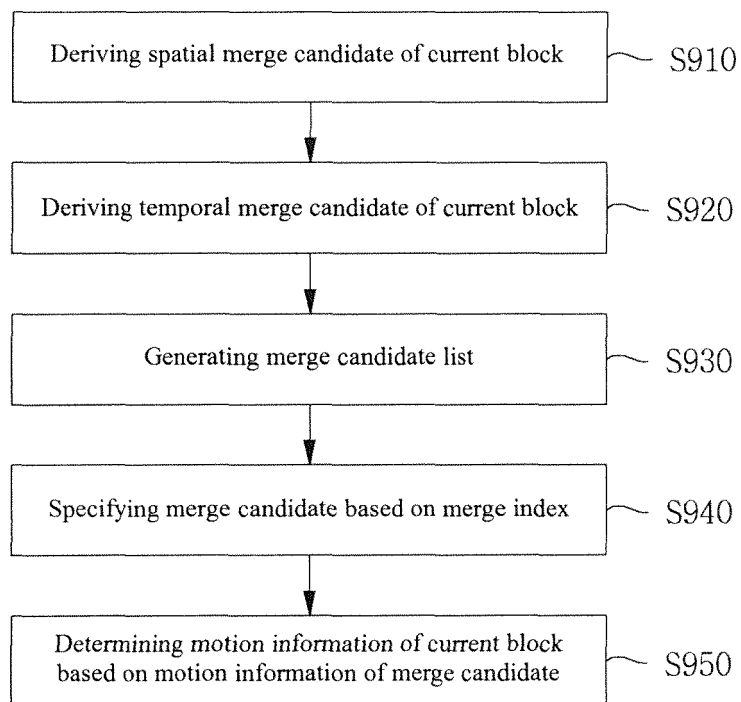 Deriving spatial merge candidate of current block
S910
Deriving temporal merge candidate of current block
S920
Generating merge candidate list
S930
Specifying merge candidate based on merge index
S940
Determining motion information of current block
based on motion information of merge candidate
S950